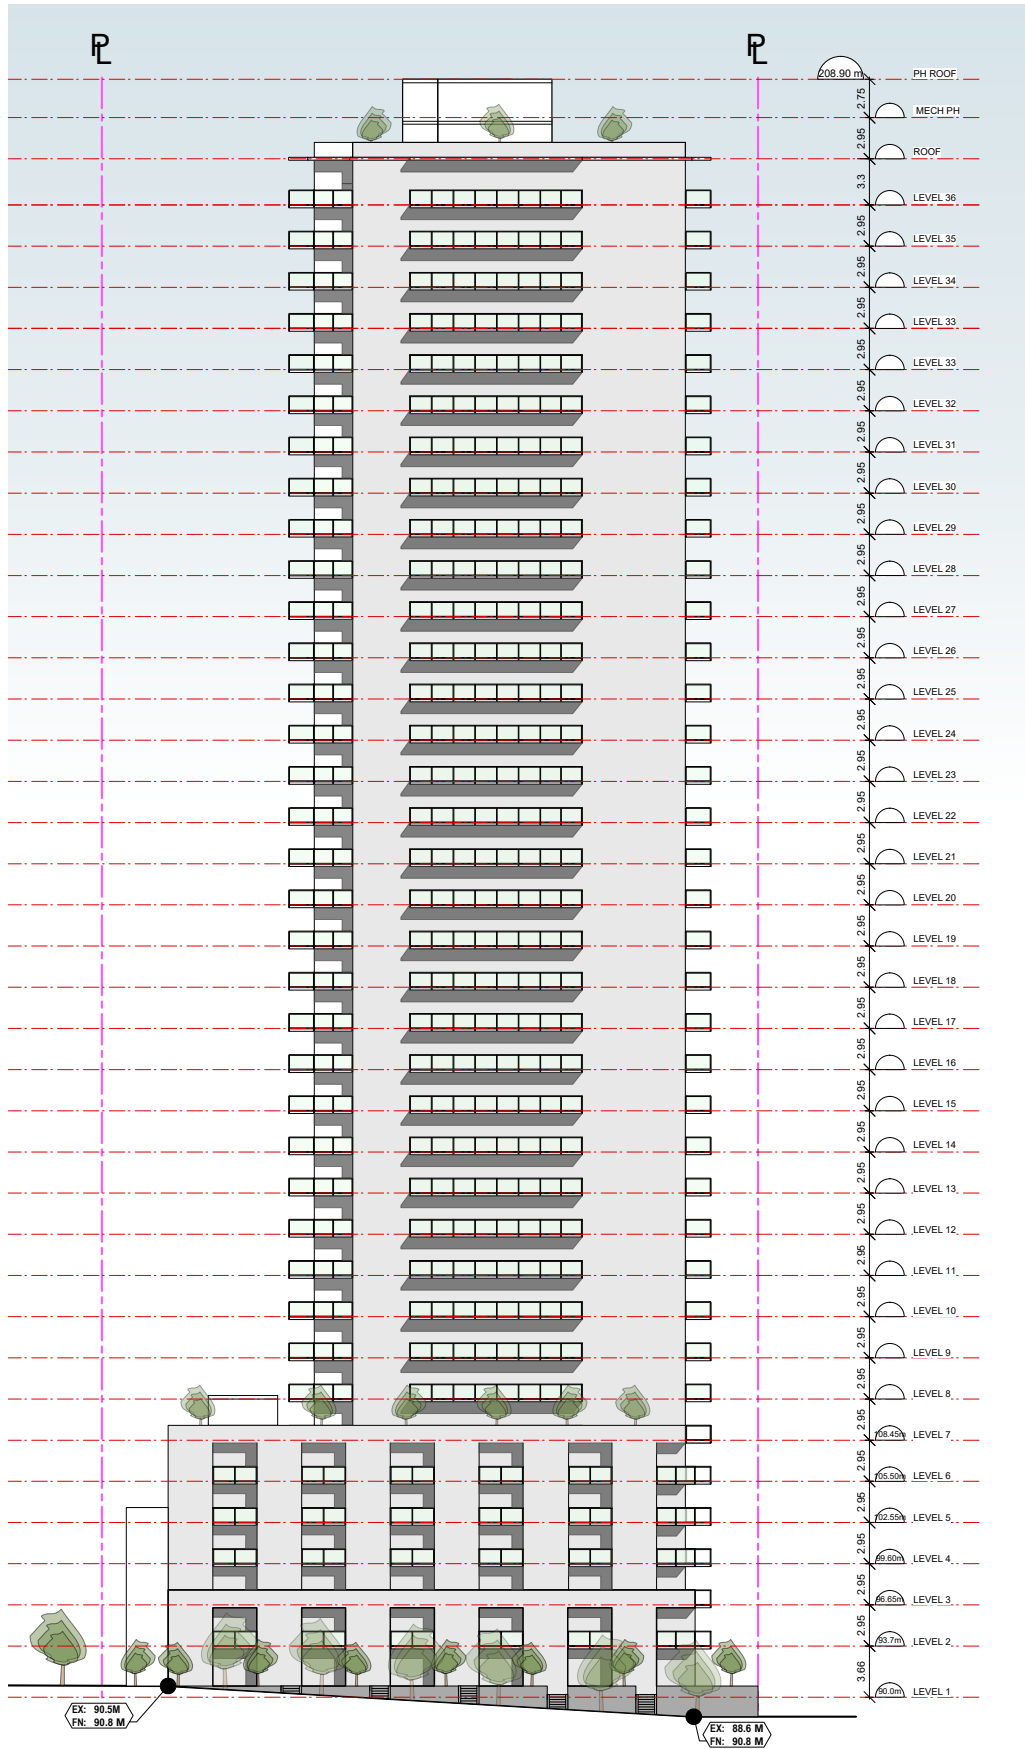 PL PL
208.90 m PH ROOF
2.75
MECH PH
2.95
ROOF
3.3
LEVEL 36
2.95
LEVEL 35
2.95
LEVEL 34
2.95
LEVEL 33
2.95
LEVEL 33
2.95
LEVEL 32
2.95
LEVEL 31
2.95
LEVEL 30
2.95
LEVEL 29
2.95
LEVEL 28
2.95
LEVEL 27
2.95
LEVEL 26
2.95
LEVEL 25
2.95
LEVEL 24
2.95
LEVEL 23
2.95
LEVEL 22
2.95
LEVEL 21
2.95
LEVEL 20
2.95
LEVEL 19
2.95
LEVEL 18
2.95
LEVEL 17
2.95
LEVEL 16
2.95
LEVEL 15
2.95
LEVEL 14
2.95
LEVEL 13
2.95
LEVEL 12
2.95
LEVEL 11
2.95
LEVEL 10
2.95
LEVEL 9
2.95
LEVEL 8
2.95
108.45m LEVEL 7
2.95
105.50m LEVEL 6
2.95
102.55m LEVEL 5
2.95
99.60m LEVEL 4
2.95
96.65m LEVEL 3
2.95
93.7m LEVEL 2
3.66
90.0m LEVEL 1
EX: 90.5M
FN: 90.8 M
EX: 88.6 M
FN: 90.8 M